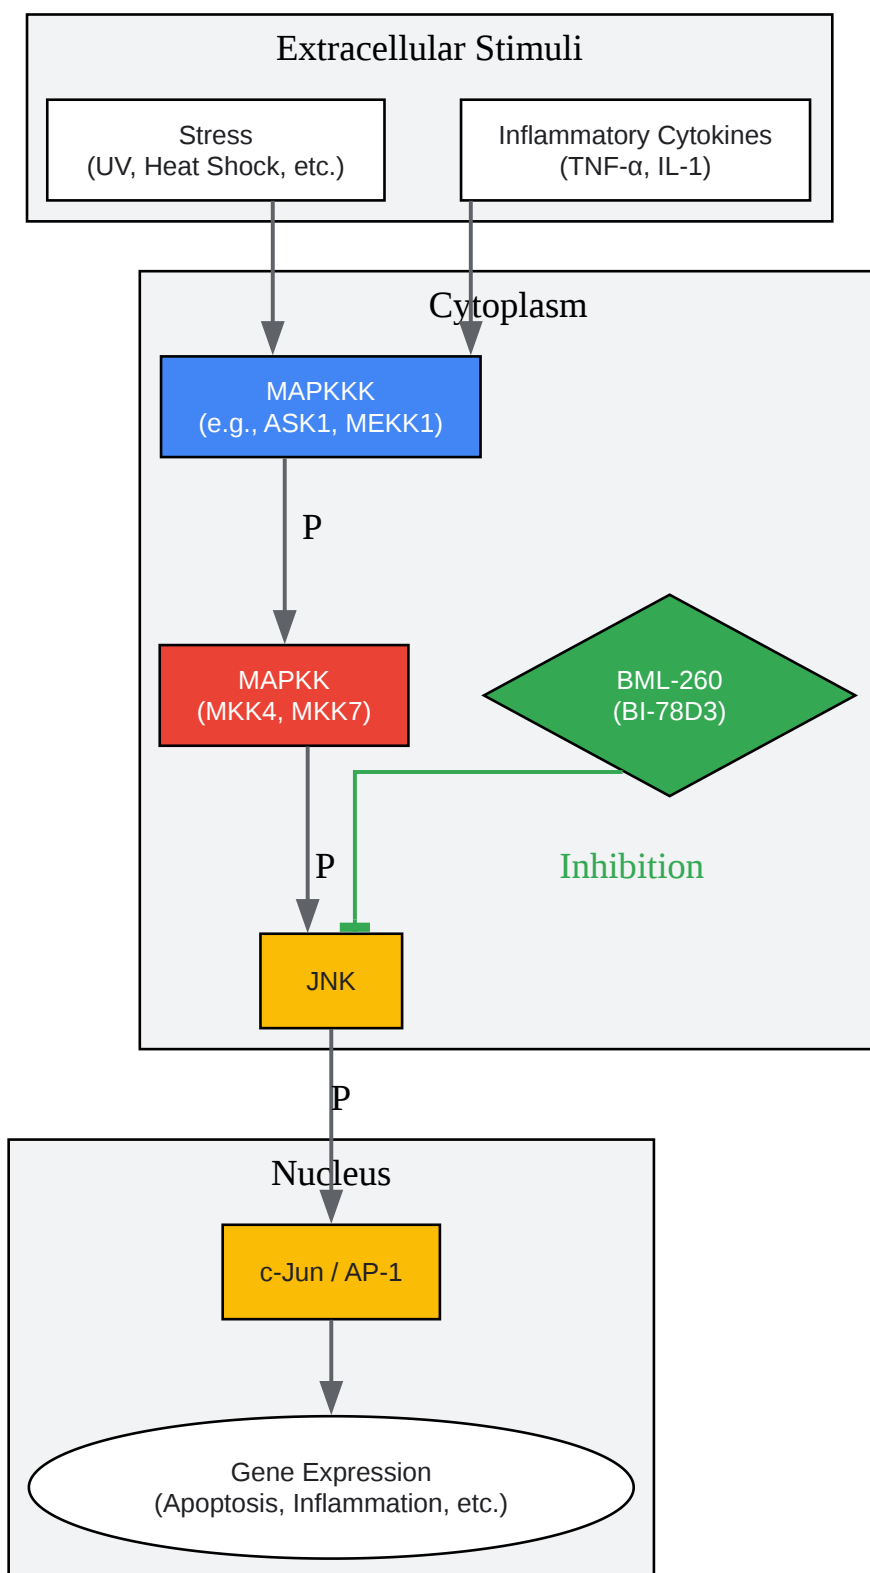 Extracellular Stimuli
Stress
(UV, Heat Shock, etc.)
Inflammatory Cytokines
(TNF-α, IL-1)
Cytoplasm
MAPKKK
(e.g., ASK1, MEKK1)
P
MAPKK
(MKK4, MKK7)
BML-260
(BI-78D3)
P
Inhibition
JNK
P
Nucleus
c-Jun / AP-1
Gene Expression
(Apoptosis, Inflammation, etc.)